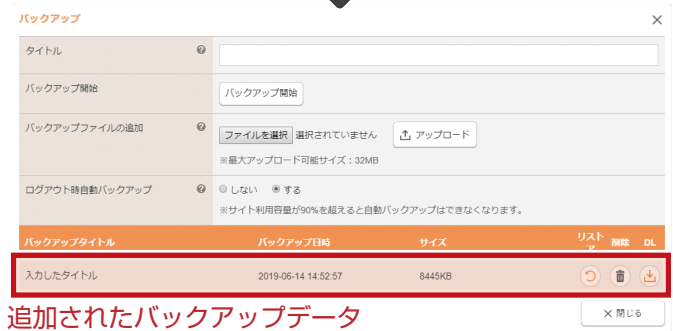 バックアップ
タイトル
バックアップ開始
バックアップ開始
バックアップファイルの追加
ファイルを選択 選択されていません アップロード
※最大アップロード可能サイズ:32MB
ログアウト時自動バックアップ
しない する
※サイト利用容量が90%を超えると自動バックアップはできなくなります。
バックアップタイトル バックアップ日時 サイズ リストア 削除 DL
入力したタイトル 2019-06-14 14:52:57 8445KB
追加されたバックアップデータ
閉じる